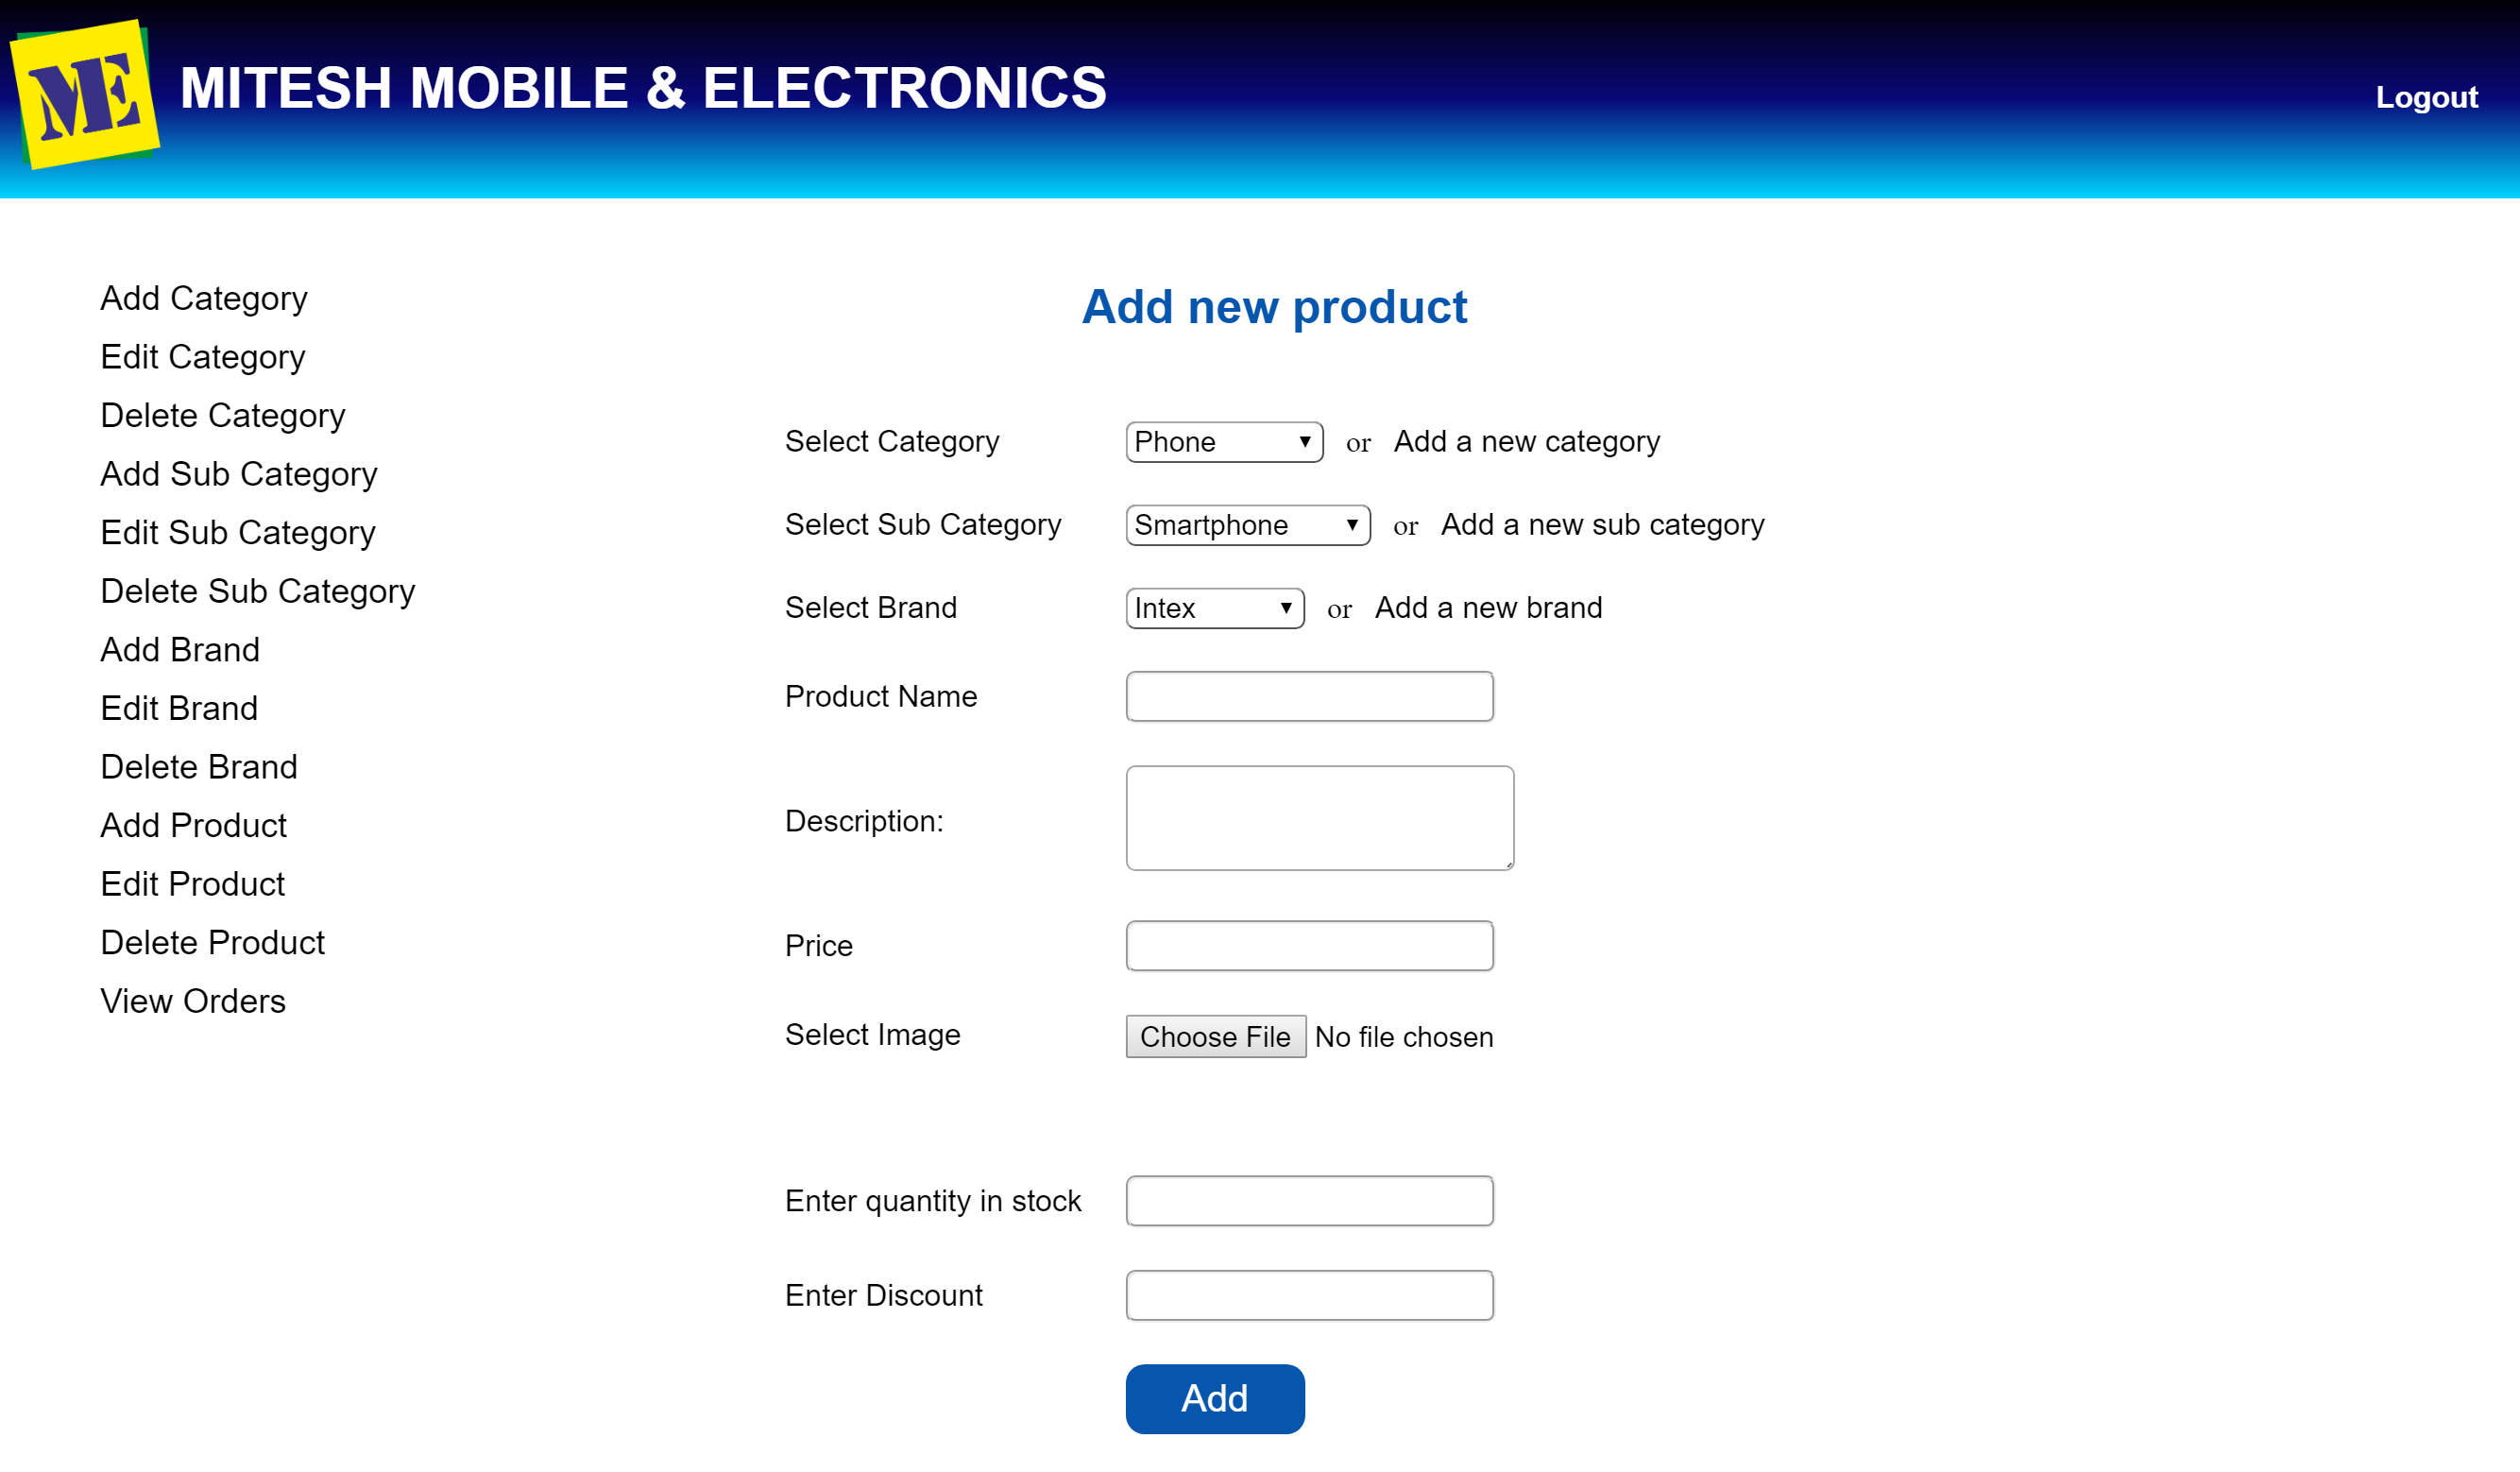 ME
MITESH MOBILE & ELECTRONICS
Logout
Add Category
Edit Category
Delete Category
Add Sub Category
Edit Sub Category
Delete Sub Category
Add Brand
Edit Brand
Delete Brand
Add Product
Edit Product
Delete Product
View Orders
Add new product
Select Category Phone or Add a new category
Select Sub Category Smartphone or Add a new sub category
Select Brand Intex or Add a new brand
Product Name
Description:
Price
Select Image Choose File No file chosen
Enter quantity in stock
Enter Discount
Add